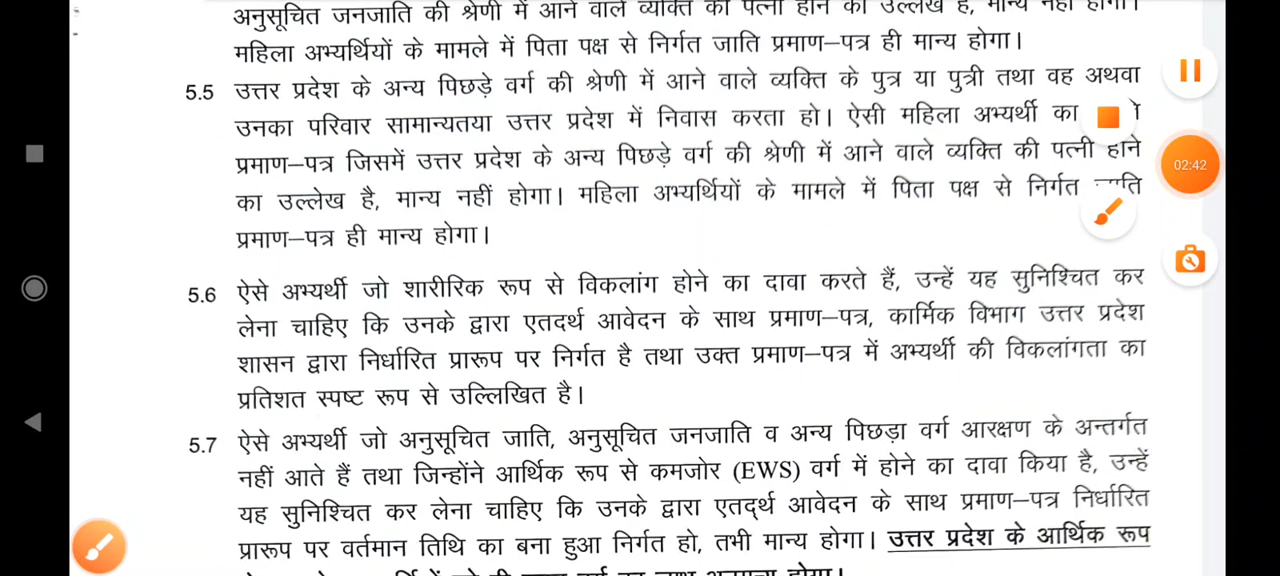 अनुसूचित जनजाति की श्रेणी में आने वाले व्यक्ति की पत्नी होने का उल्लेख है, मान्य नहीं होगा।
महिला अभ्यर्थियों के मामले में पिता पक्ष से निर्गत जाति प्रमाण–पत्र ही मान्य होगा।
5.5 उत्तर प्रदेश के अन्य पिछड़े वर्ग की श्रेणी में आने वाले व्यक्ति के पुत्र या पुत्री तथा वह अथवा
उनका परिवार सामान्यतया उत्तर प्रदेश में निवास करता हो। ऐसी महिला अभ्यर्थी का
प्रमाण–पत्र जिसमें उत्तर प्रदेश के अन्य पिछड़े वर्ग की श्रेणी में आने वाले व्यक्ति की पत्नी होने
का उल्लेख है, मान्य नहीं होगा। महिला अभ्यर्थियों के मामले में पिता पक्ष से निर्गत जाति
प्रमाण–पत्र ही मान्य होगा।
5.6 ऐसे अभ्यर्थी जो शारीरिक रूप से विकलांग होने का दावा करते हैं, उन्हें यह सुनिश्चित कर
लेना चाहिए कि उनके द्वारा एतदर्थ आवेदन के साथ प्रमाण–पत्र, कार्मिक विभाग उत्तर प्रदेश
शासन द्वारा निर्धारित प्रारूप पर निर्गत है तथा उक्त प्रमाण–पत्र में अभ्यर्थी की विकलांगता का
प्रतिशत स्पष्ट रूप से उल्लिखित है।
5.7 ऐसे अभ्यर्थी जो अनुसूचित जाति, अनुसूचित जनजाति व अन्य पिछड़ा वर्ग आरक्षण के अन्तर्गत
नहीं आते हैं तथा जिन्होंने आर्थिक रूप से कमजोर (EWS) वर्ग में होने का दावा किया है, उन्हें
यह सुनिश्चित कर लेना चाहिए कि उनके द्वारा एतद्र्थ आवेदन के साथ प्रमाण–पत्र निर्धारित
प्रारूप पर वर्तमान तिथि का बना हुआ निर्गत हो, तभी मान्य होगा। उत्तर प्रदेश के आर्थिक रूप
होगा।
02:42